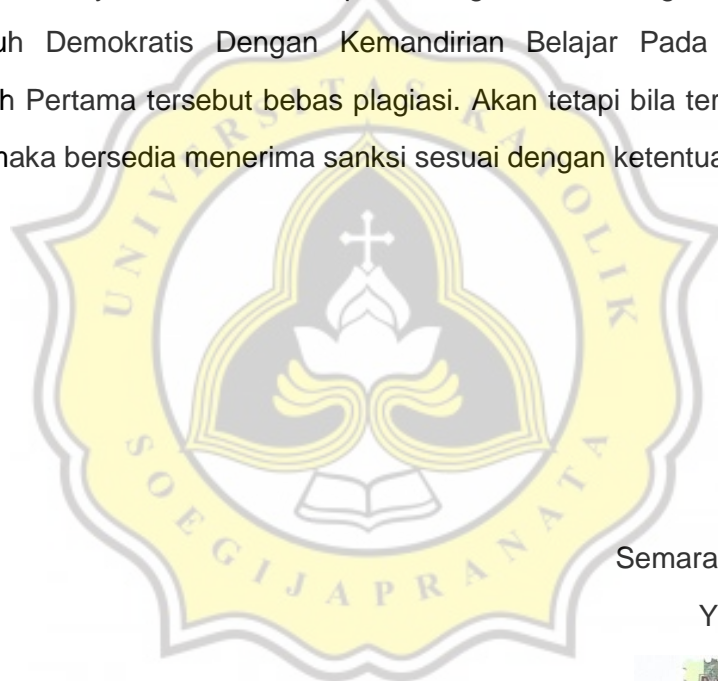 uh Demokratis Dengan Kemandirian Belajar Pada
h Pertama tersebut bebas plagiasi. Akan tetapi bila ter
maka bersedia menerima sanksi sesuai dengan ketentua
UNIVERSITAS KATOLIK
SOEGIJAPRANATA
Semara
Y